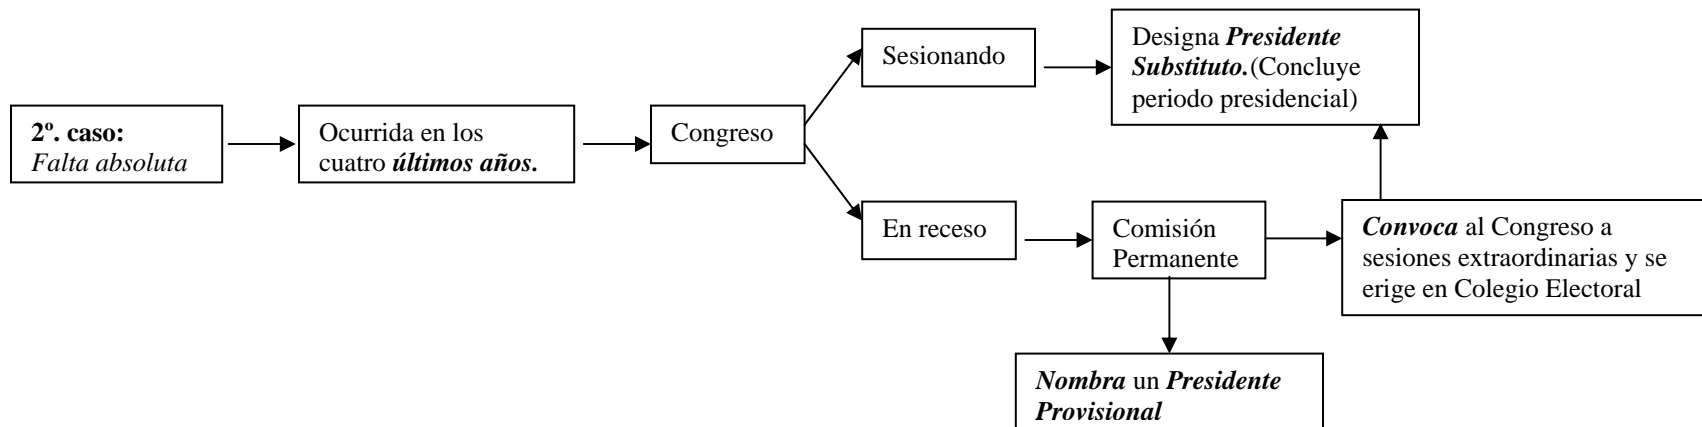 2º. caso:
Falta absoluta
Ocurrida en los
cuatro últimos años.
Congreso
Sesionando
Designa Presidente
Substituto.(Concluye
periodo presidencial)
En receso
Comisión
Permanente
Convoca al Congreso a
sesiones extraordinarias y se
erige en Colegio Electoral
Nombra un Presidente
Provisional